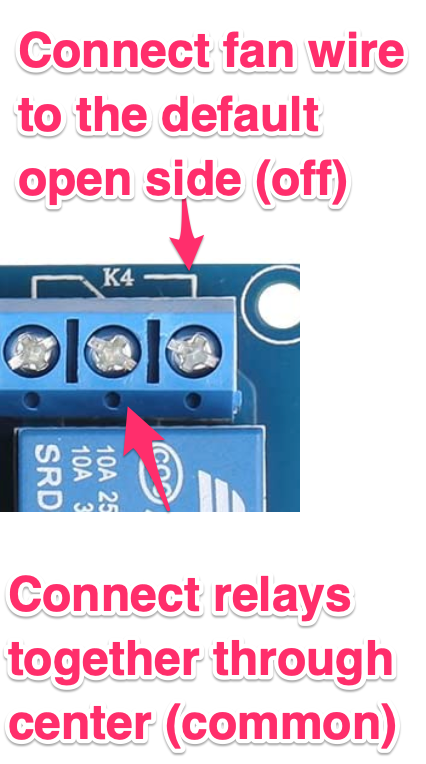 Connect fan wire
to the default
open side (off)
K4
SRD
10A
10A 25
CQC
Connect relays
together through
center (common)